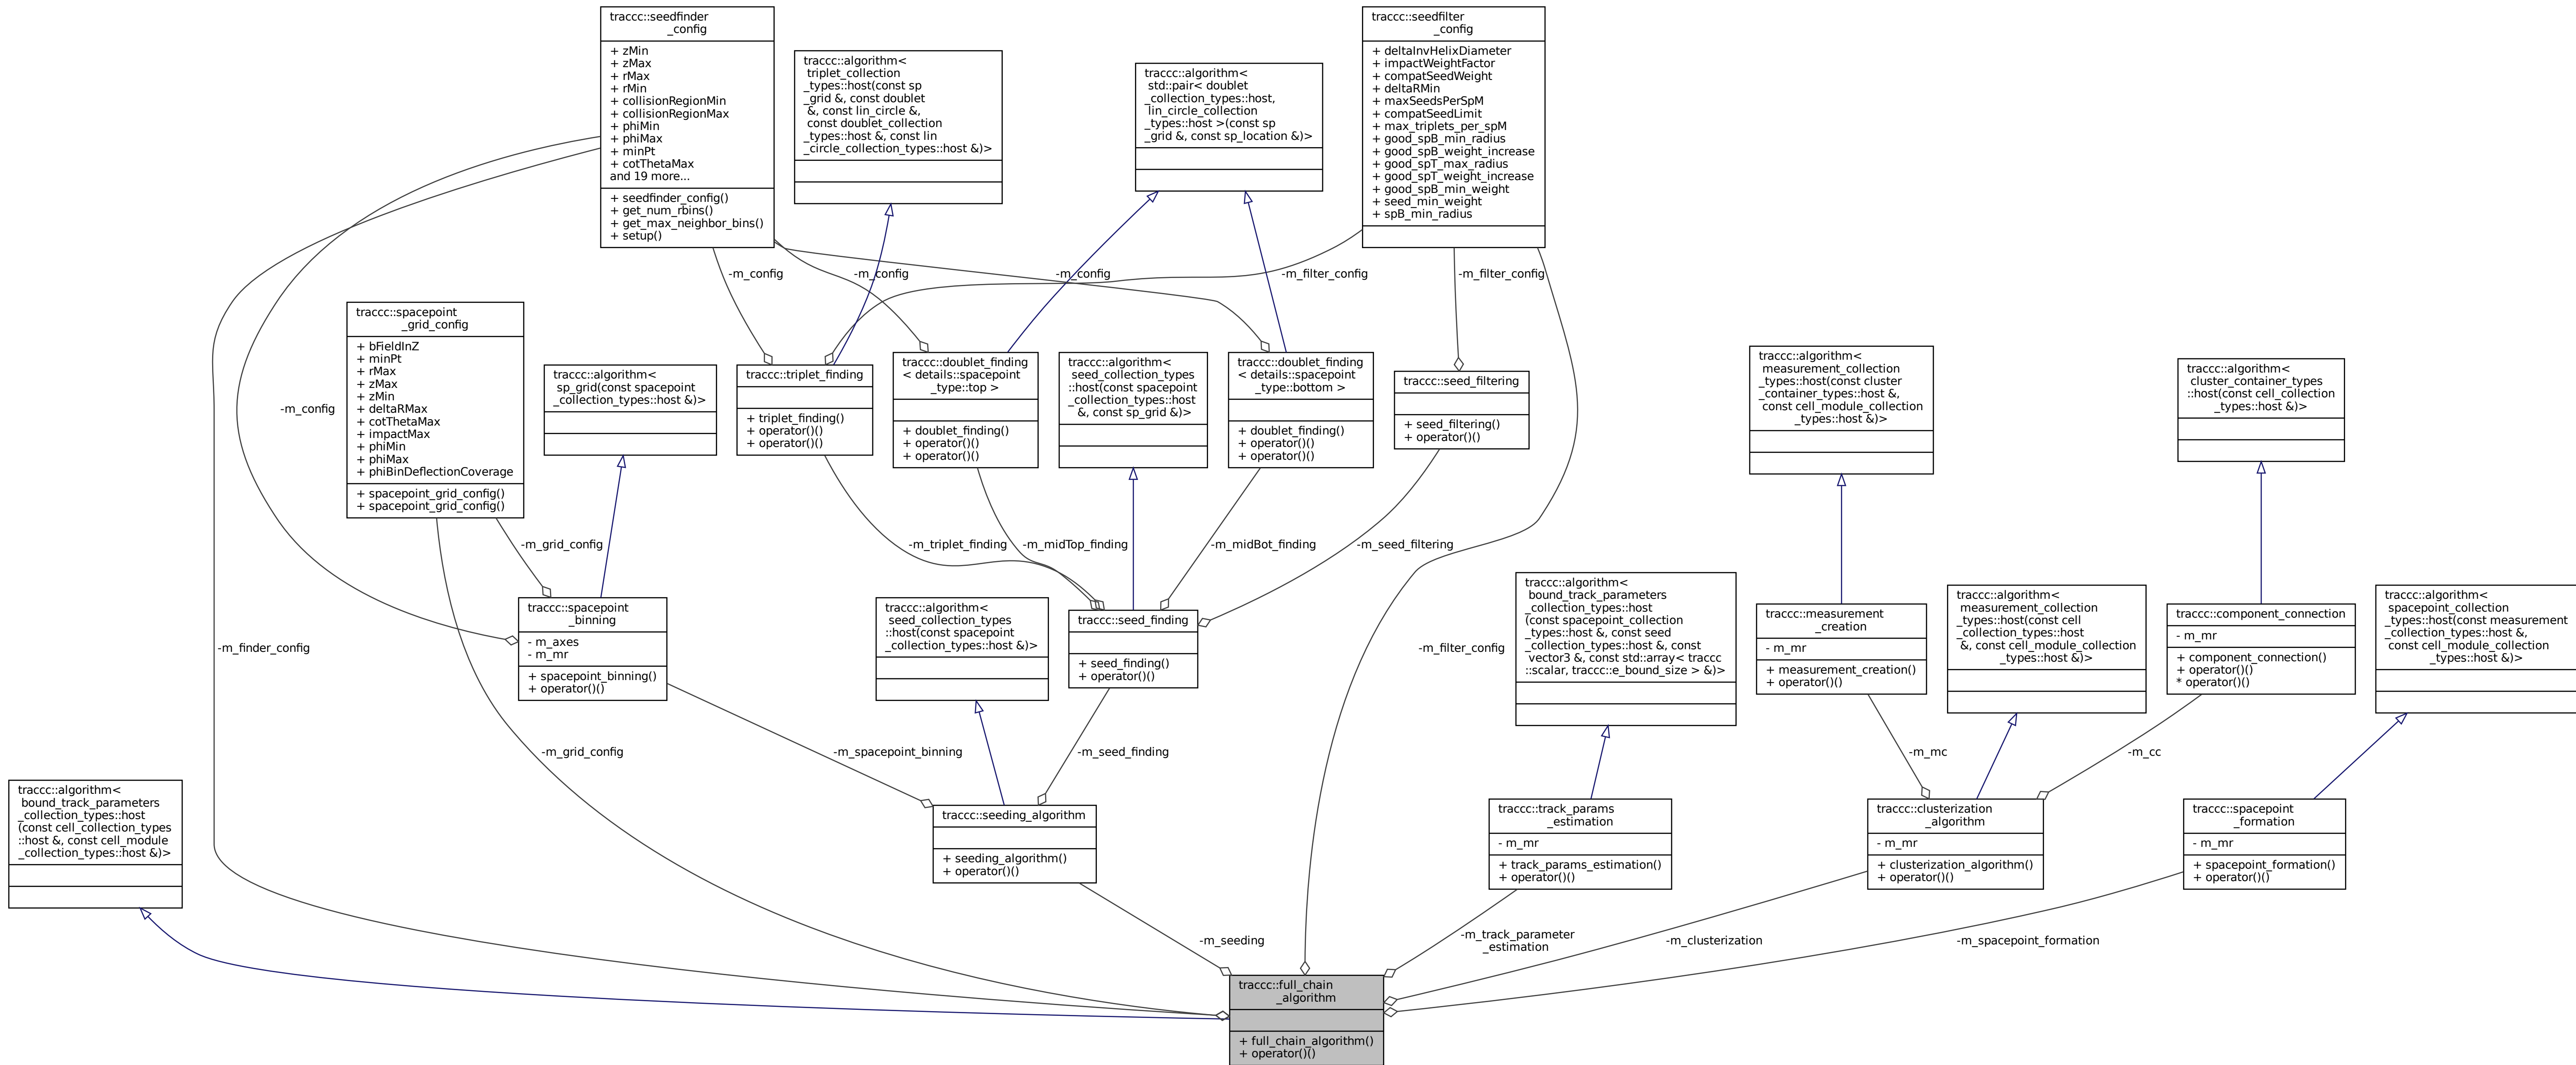 traccc::seedfinder
_config
+ zMin
+ zMax
+ rMax
+ rMin
+ collisionRegionMin
+ collisionRegionMax
+ phiMin
+ phiMax
+ minPt
+ cotThetaMax
and 19 more...
+ seedfinder_config()
+ get_num_rbins()
+ get_max_neighbor_bins()
+ setup()
traccc::algorithm<
triplet_collection
_types::host(const sp
_grid &, const doublet
&, const lin_circle &,
const doublet_collection
_types::host &, const lin
_circle_collection_types::host &)>
traccc::algorithm<
std::pair< doublet
_collection_types::host,
lin_circle_collection
_types::host >(const sp
_grid &, const sp_location &)>
traccc::seedfilter
_config
+ deltaInvHelixDiameter
+ impactWeightFactor
+ compatSeedWeight
+ deltaRMin
+ maxSeedsPerSpM
+ compatSeedLimit
+ max_triplets_per_spM
+ good_spB_min_radius
+ good_spB_weight_increase
+ good_spT_max_radius
+ good_spT_weight_increase
+ good_spB_min_weight
+ seed_min_weight
+ spB_min_radius
-m_config
-m_config
-m_config
-m_filter_config
-m_filter_config
traccc::spacepoint
_grid_config
+ bFieldInZ
+ minPt
+ rMax
+ zMax
+ zMin
+ deltaRMax
+ cotThetaMax
+ impactMax
+ phiMin
+ phiMax
+ phiBinDeflectionCoverage
+ spacepoint_grid_config()
+ spacepoint_grid_config()
-m_config
traccc::algorithm<
sp_grid(const spacepoint
_collection_types::host &)>
traccc::triplet_finding
+ triplet_finding()
+ operator()()
+ operator()()
traccc::doublet_finding
< details::spacepoint
_type::top >
+ doublet_finding()
+ operator()()
+ operator()()
traccc::algorithm<
seed_collection_types
::host(const spacepoint
_collection_types::host
&, const sp_grid &)>
traccc::doublet_finding
< details::spacepoint
_type::bottom >
+ doublet_finding()
+ operator()()
+ operator()()
traccc::seed_filtering
+ seed_filtering()
+ operator()()
traccc::algorithm<
measurement_collection
_types::host(const cluster
_container_types::host &,
const cell_module_collection
_types::host &)>
traccc::algorithm<
cluster_container_types
::host(const cell_collection
_types::host &)>
-m_grid_config
-m_triplet_finding
-m_midTop_finding
-m_midBot_finding
-m_seed_filtering
-m_finder_config
traccc::spacepoint
_binning
- m_axes
- m_mr
+ spacepoint_binning()
+ operator()()
traccc::algorithm<
seed_collection_types
::host(const spacepoint
_collection_types::host &)>
traccc::seed_finding
+ seed_finding()
+ operator()()
-m_filter_config
traccc::algorithm<
bound_track_parameters
_collection_types::host
(const spacepoint_collection
_types::host &, const seed
_collection_types::host &, const
vector3 &, const std::array< traccc
::scalar, traccc::e_bound_size > &)>
traccc::measurement
_creation
- m_mr
+ measurement_creation()
+ operator()()
traccc::algorithm<
measurement_collection
_types::host(const cell
_collection_types::host
&, const cell_module_collection
_types::host &)>
traccc::component_connection
- m_mr
+ component_connection()
+ operator()()
* operator()()
traccc::algorithm<
spacepoint_collection
_types::host(const measurement
_collection_types::host &,
const cell_module_collection
_types::host &)>
-m_grid_config
-m_spacepoint_binning
-m_seed_finding
-m_mc
-m_cc
traccc::algorithm<
bound_track_parameters
_collection_types::host
(const cell_collection_types
::host &, const cell_module
_collection_types::host &)>
traccc::seeding_algorithm
+ seeding_algorithm()
+ operator()()
traccc::track_params
_estimation
- m_mr
+ track_params_estimation()
+ operator()()
traccc::clusterization
_algorithm
- m_mr
+ clusterization_algorithm()
+ operator()()
traccc::spacepoint
_formation
- m_mr
+ spacepoint_formation()
+ operator()()
-m_seeding
-m_track_parameter
_estimation
-m_clusterization
-m_spacepoint_formation
traccc::full_chain
_algorithm
+ full_chain_algorithm()
+ operator()()